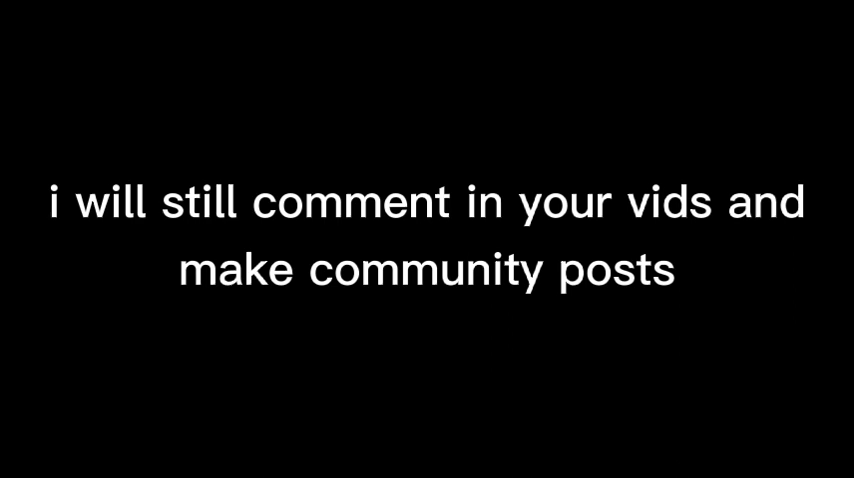 i will still comment in your vids and
make community posts